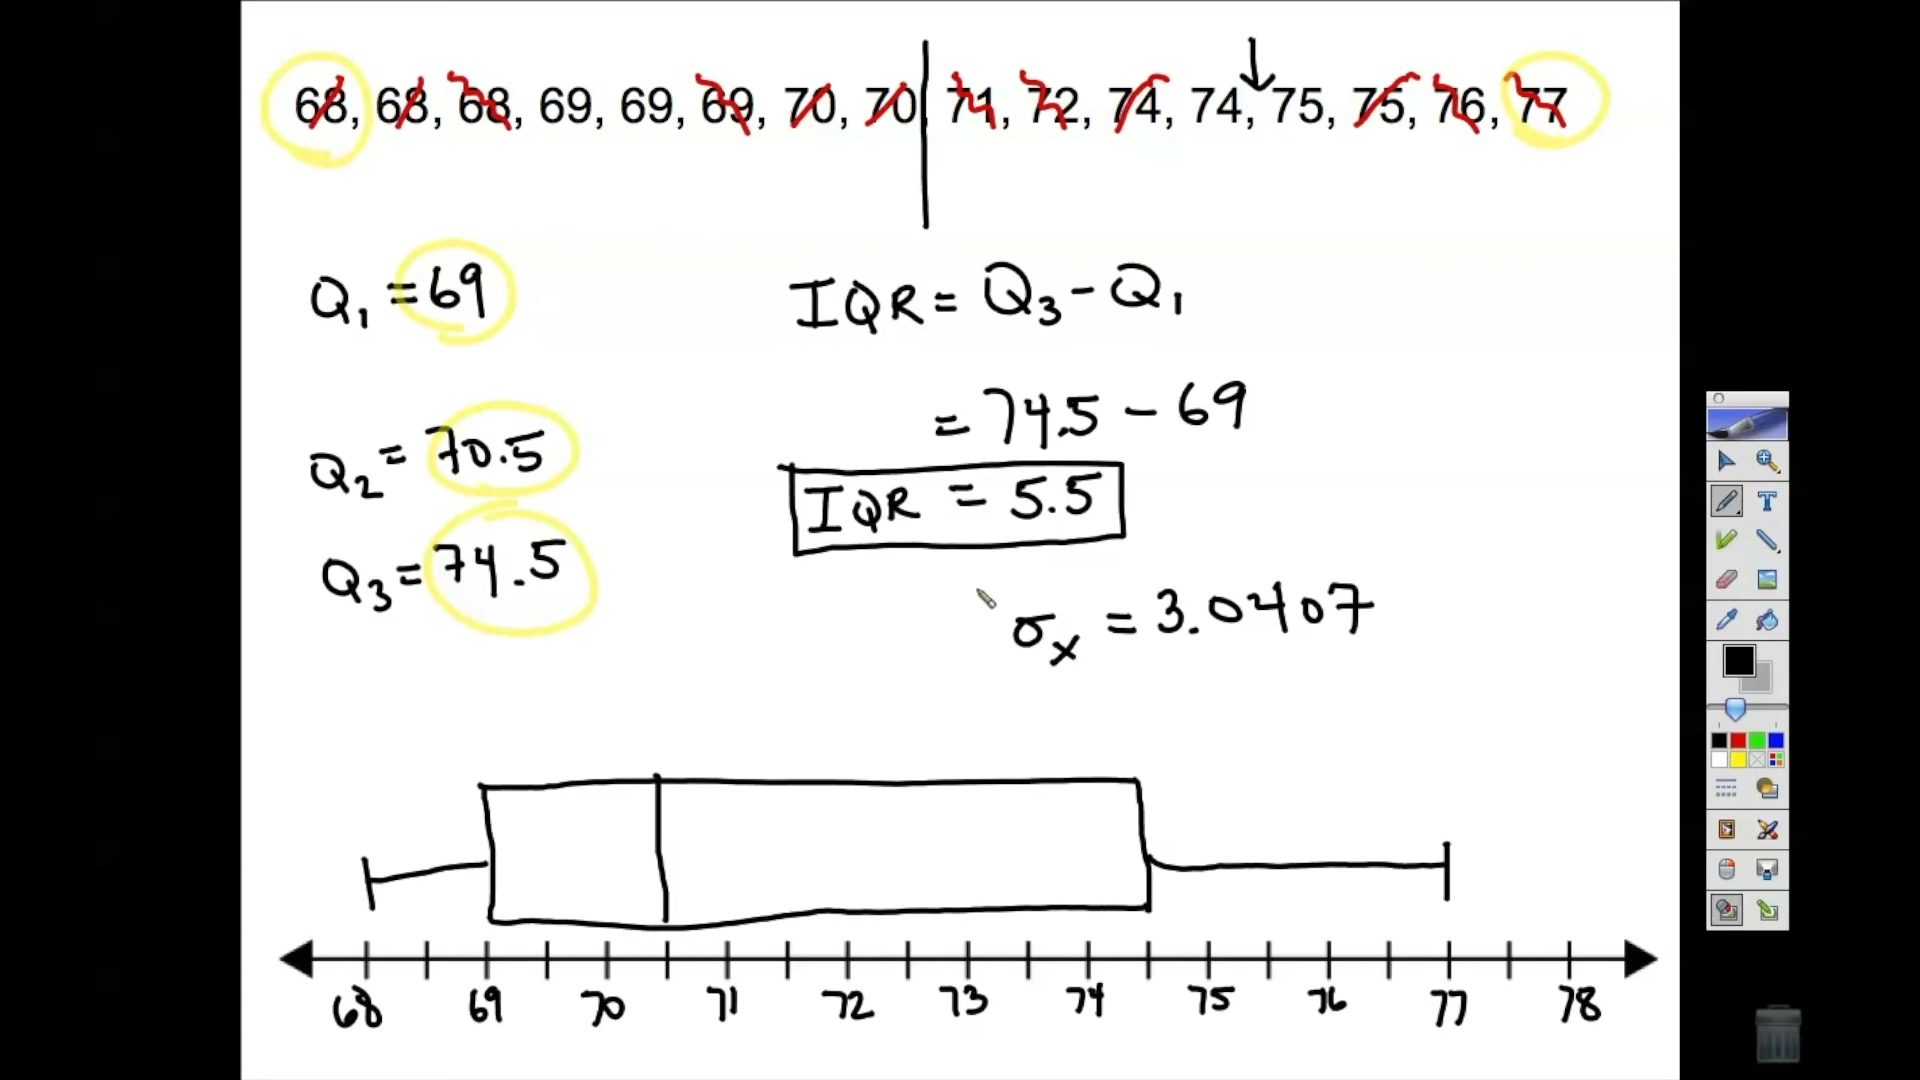 68, 68, 68, 69, 69, 69, 70, 70, 71, 72, 74, 74, 75, 75, 76, 77
Q₁ = 69
IQR = Q₃ - Q₁
= 74.5 - 69
Q₂ = 70.5
IQR = 5.5
Q₃ = 74.5
σₓ = 3.0407
68 69 70 71 72 73 74 75 76 77 78
T